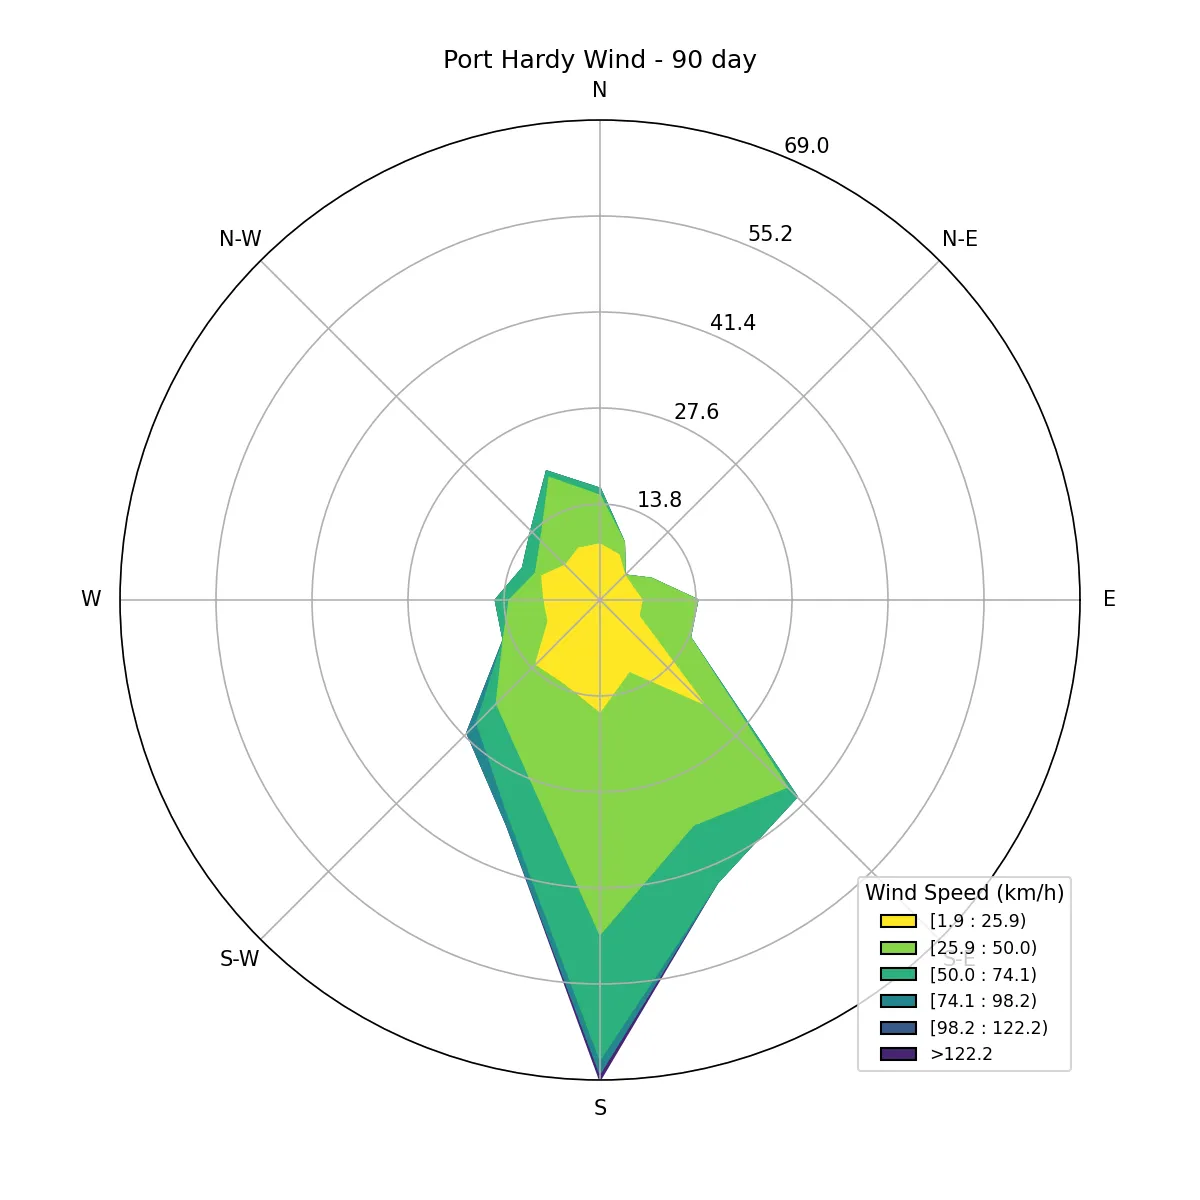 Port Hardy Wind - 90 day
N
69.0
N-W
55.2
N-E
41.4
27.6
13.8
W
E
S-W
S-E
Wind Speed (km/h)
[1.9 : 25.9)
[25.9 : 50.0)
[50.0 : 74.1)
[74.1 : 98.2)
[98.2 : 122.2)
>122.2
S